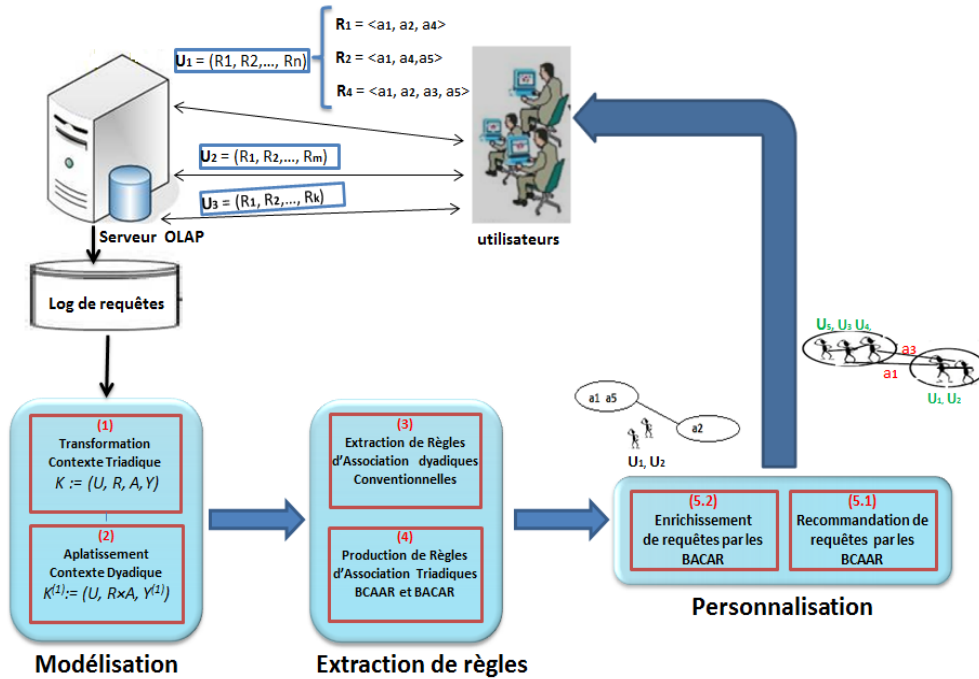 R1 = <a1, a2, a4>
U1 = (R1, R2,..., Rn)
R2 = <a1, a4,a5>
R4 = <a1, a2, a3, a5>
U2 = (R1, R2,..., Rm)
U3 = (R1, R2,..., Rk)
Serveur OLAP
utilisateurs
Log de requêtes
U5, U3 U4,
a3
a1
U1, U2
a1 a5
a2
U1, U2
(1)
Transformation
Contexte Triadique
K := (U, R, A,Y)
(2)
Aplatissement
Contexte Dyadique
K(1):= (U, R×A, Y(1))
Modélisation
(3)
Extraction de Règles
d'Association dyadiques
Conventionnelles
(4)
Production de Règles
d'Association Triadiques
BCAAR et BACAR
Extraction de règles
(5.2)
Enrichissement
de requêtes par les
BACAR
(5.1)
Recommandation de
requêtes par les
BCAAR
Personnalisation